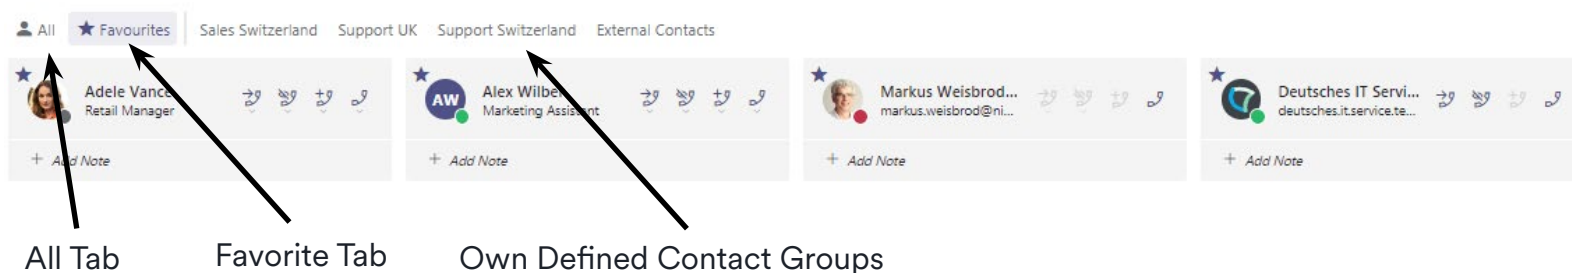 All ★ Favourites Sales Switzerland Support UK Support Switzerland External Contacts
Adele Vance
Retail Manager
+ Add Note
AW
Alex Wilber
Marketing Assistant
+ Add Note
Markus Weisbrod...
markus.weisbrod@ni...
+ Add Note
Deutsches IT Servi...
deutsches.it.service.te...
+ Add Note
All Tab
Favorite Tab
Own Defined Contact Groups